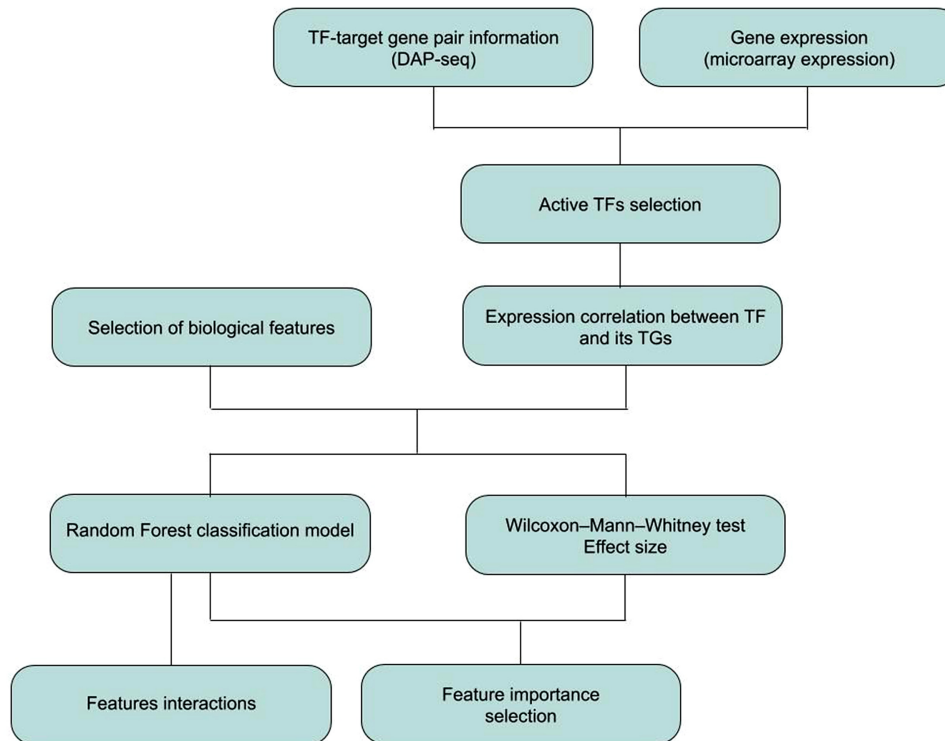 TF-target gene pair information
(DAP-seq)
Gene expression
(microarray expression)
Active TFs selection
Selection of biological features
Expression correlation between TF
and its TGs
Random Forest classification model
Wilcoxon–Mann–Whitney test
Effect size
Features interactions
Feature importance
selection